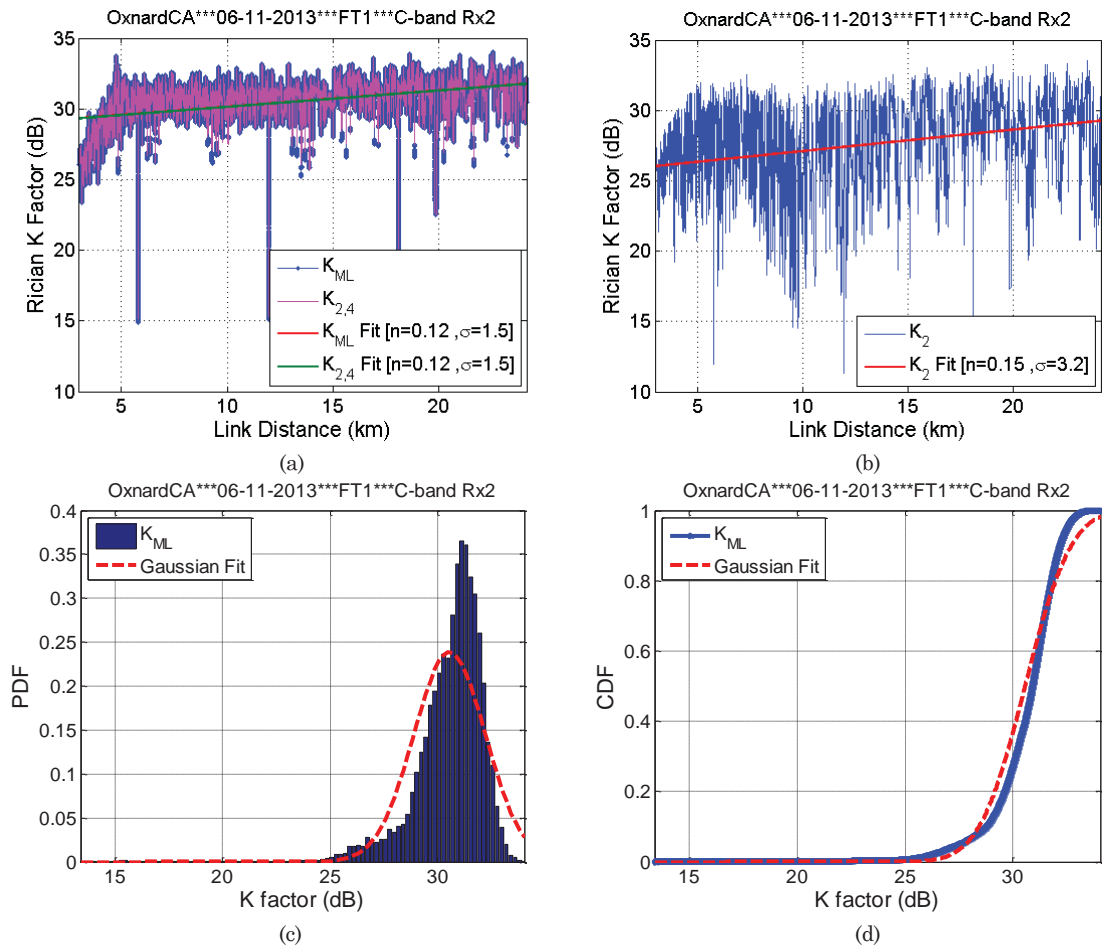 OxnardCA***06-11-2013***FT1***C-band Rx2
35
30
25
20
15
10
Rician K Factor (dB)
5
10
15
20
Link Distance (km)
K_ML
K_2,4
K_ML Fit [n=0.12 ,σ=1.5]
K_2,4 Fit [n=0.12 ,σ=1.5]
(a)
OxnardCA***06-11-2013***FT1***C-band Rx2
35
30
25
20
15
10
Rician K Factor (dB)
5
10
15
20
Link Distance (km)
K_2
K_2 Fit [n=0.15 ,σ=3.2]
(b)
OxnardCA***06-11-2013***FT1***C-band Rx2
0.4
0.35
0.3
0.25
0.2
0.15
0.1
0.05
0
PDF
15
20
25
30
K factor (dB)
K_ML
Gaussian Fit
(c)
OxnardCA***06-11-2013***FT1***C-band Rx2
1
0.8
0.6
0.4
0.2
0
CDF
15
20
25
30
K factor (dB)
K_ML
Gaussian Fit
(d)